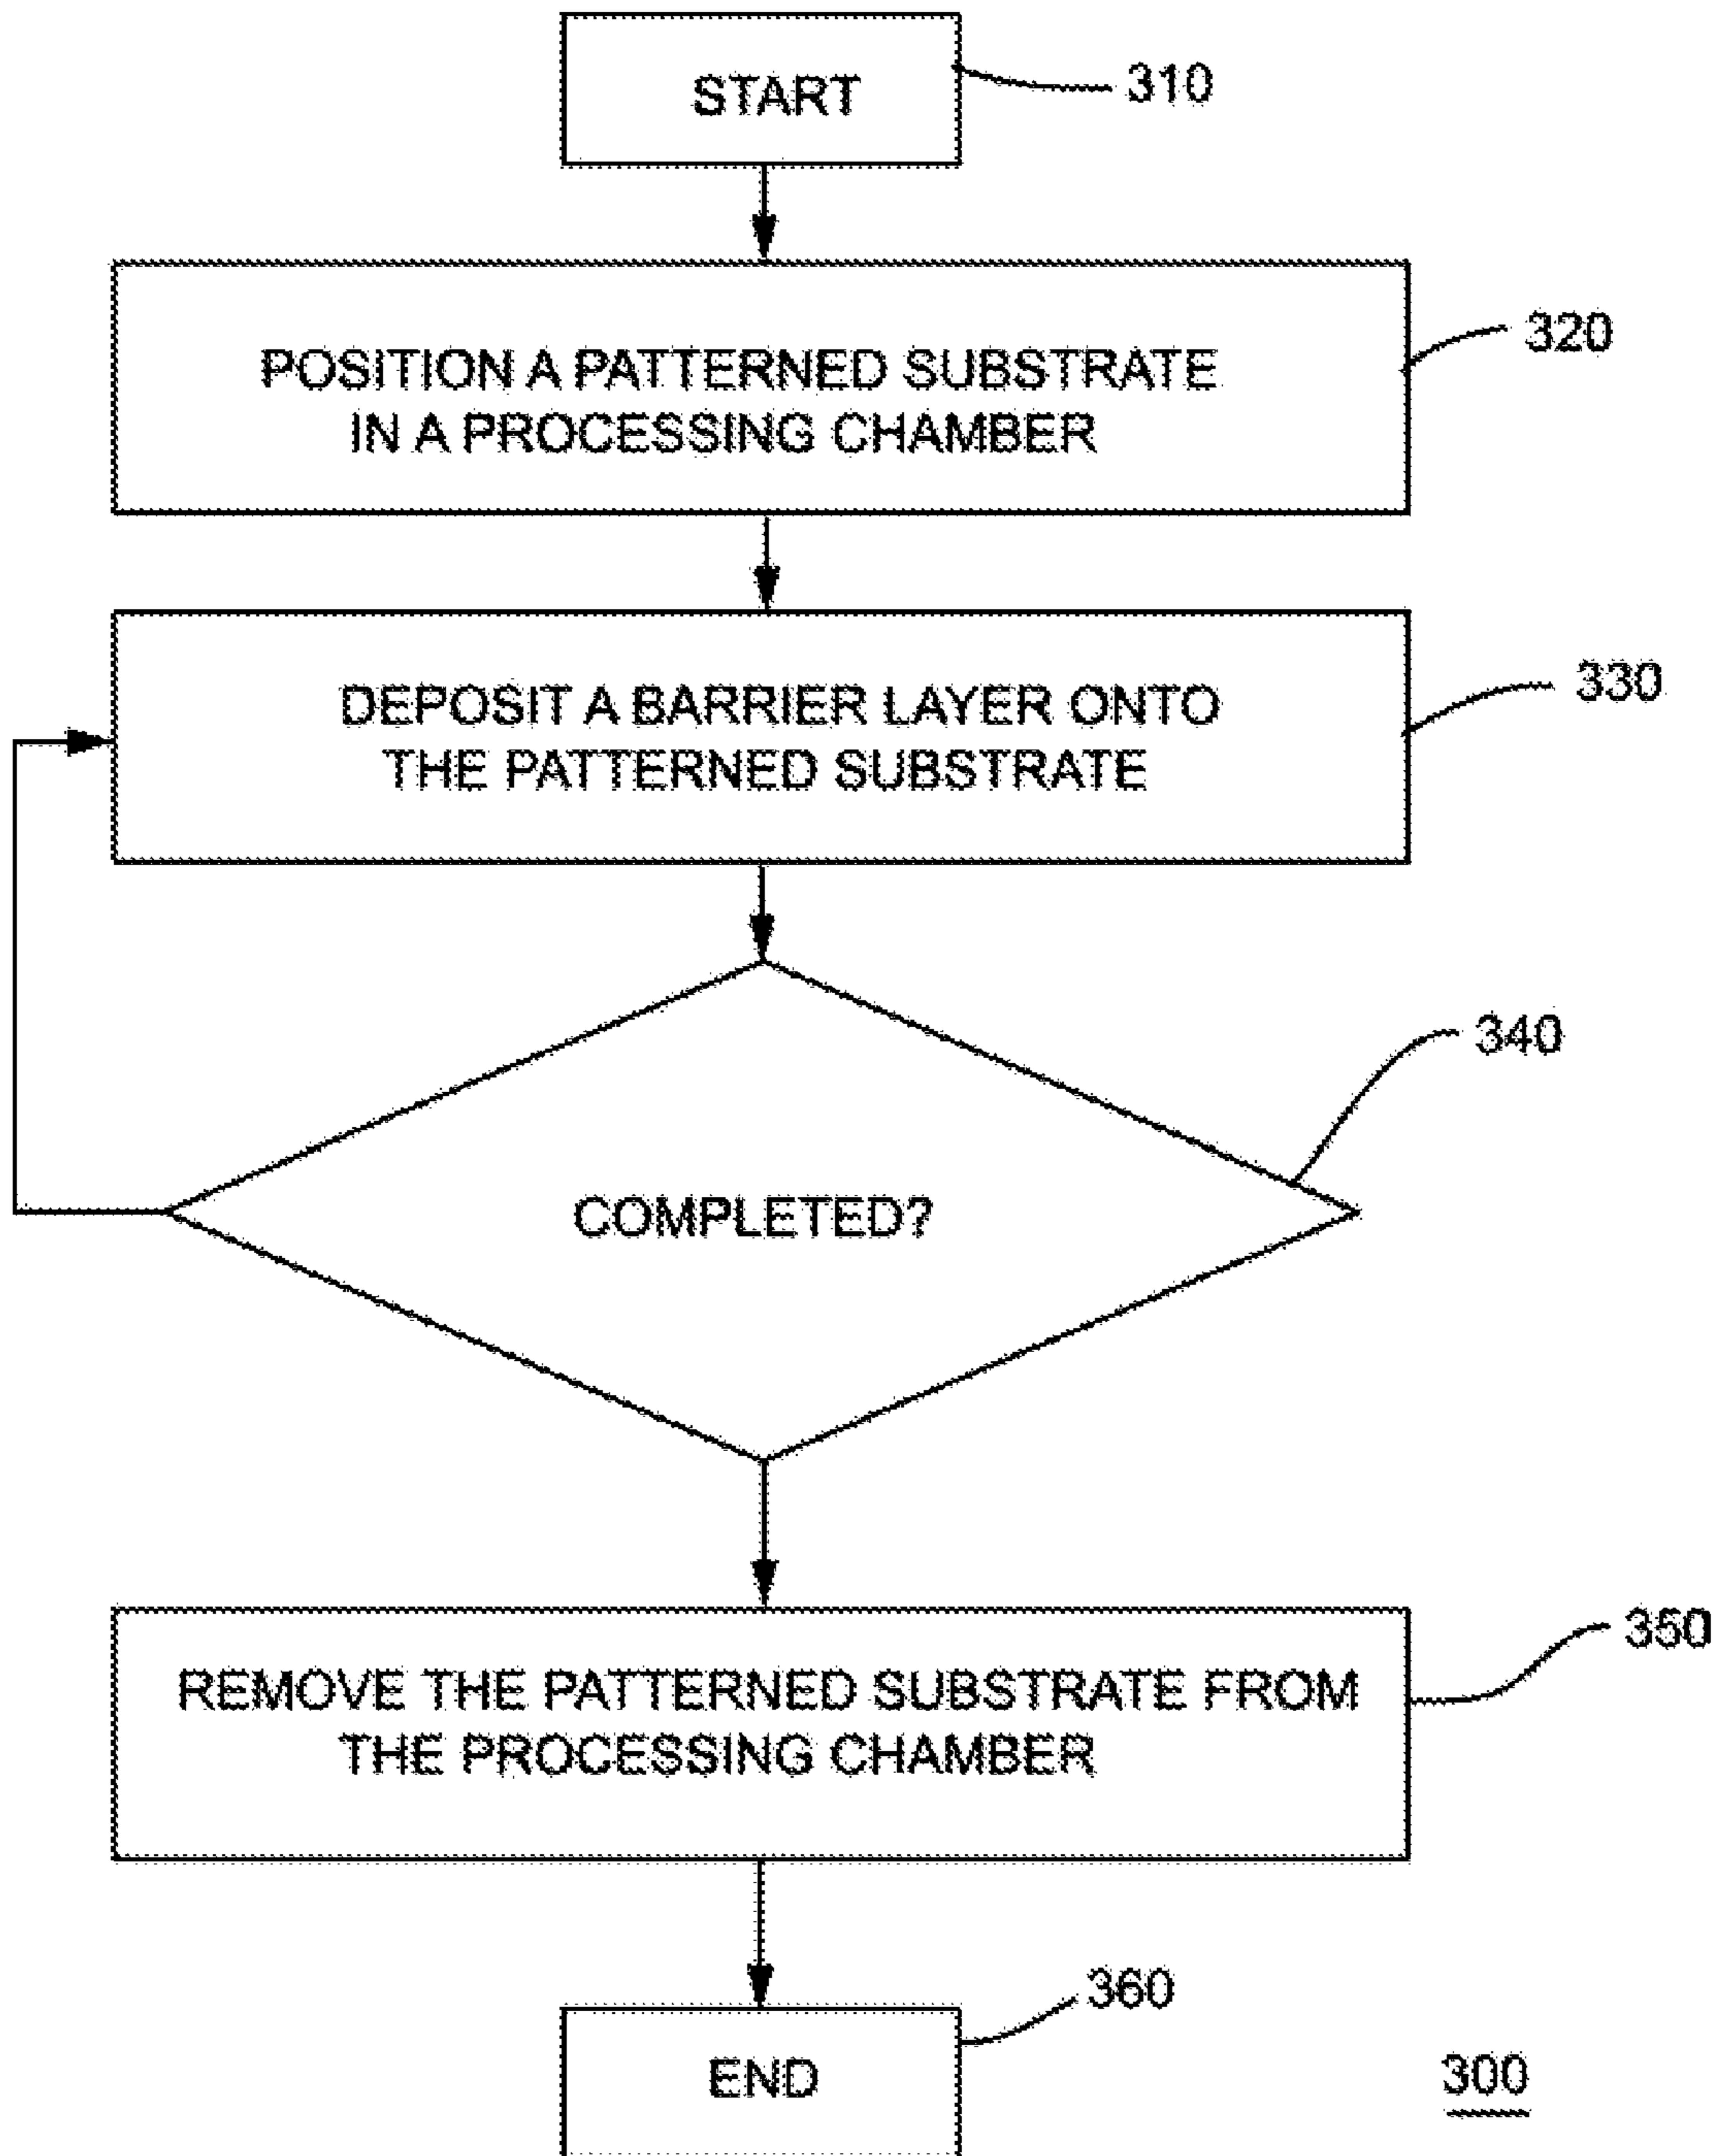 START
310
POSITION A PATTERNED SUBSTRATE
IN A PROCESSING CHAMBER
320
DEPOSIT A BARRIER LAYER ONTO
THE PATTERNED SUBSTRATE
330
COMPLETED?
340
REMOVE THE PATTERNED SUBSTRATE FROM
THE PROCESSING CHAMBER
350
END
360
300